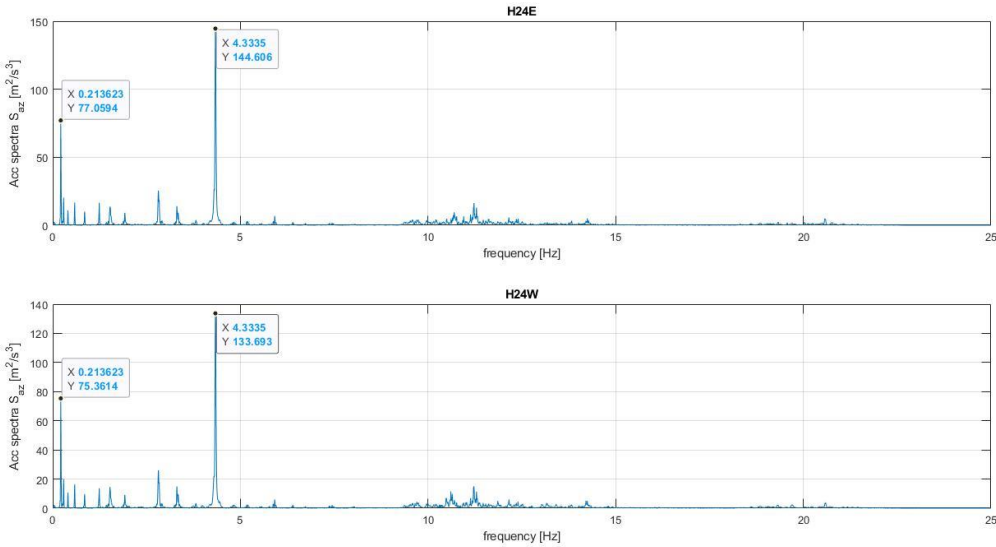 H24E
150
100
50
0
Acc spectra S_az [m²/s³]
X 0.213623
Y 77.0594
X 4.3335
Y 144.606
0 5 10 15 20 25
frequency [Hz]
H24W
140
120
100
80
60
40
20
0
Acc spectra S_az [m²/s³]
X 0.213623
Y 75.3614
X 4.3335
Y 133.693
0 5 10 15 20 25
frequency [Hz]